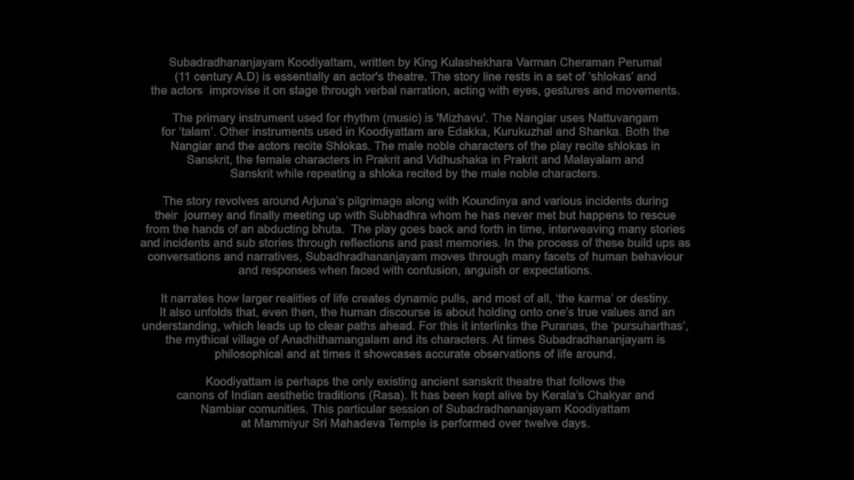 Subadradhananjayam Koodiyattam, written by King Kulashekhara Varman Cheraman Perumal
(11 century A.D) is essentially an actor's theatre. The story line rests in a set of ‘shlokas’ and
the actors improvise it on stage through verbal narration, acting with eyes, gestures and movements.
The primary instrument used for rhythm (music) is 'Mizhavu'. The Nangiar uses Nattuvangam
for ‘talam’. Other instruments used in Koodiyattam are Edakka, Kurukuzhal and Shanka. Both the
Nangiar and the actors recite Shlokas. The male noble characters of the play recite shlokas in
Sanskrit, the female characters in Prakrit and Vidhushaka in Prakrit and Malayalam and
Sanskrit while repeating a shloka recited by the male noble characters.
The story revolves around Arjuna’s pilgrimage along with Koundinya and various incidents during
their journey and finally meeting up with Subhadhra whom he has never met but happens to rescue
from the hands of an abducting bhuta. The play goes back and forth in time, interweaving many stories
and incidents and sub stories through reflections and past memories. In the process of these build ups as
conversations and narratives, Subadhradhananjayam moves through many facets of human behaviour
and responses when faced with confusion, anguish or expectations.
It narrates how larger realities of life creates dynamic pulls, and most of all, ‘the karma’ or destiny.
It also unfolds that, even then, the human discourse is about holding onto one’s true values and an
understanding, which leads up to clear paths ahead. For this it interlinks the Puranas, the ‘pursuharthas’,
the mythical village of Anadhithamangalam and its characters. At times Subadradhananjayam is
philosophical and at times it showcases accurate observations of life around.
Koodiyattam is perhaps the only existing ancient sanskrit theatre that follows the
canons of Indian aesthetic traditions (Rasa). It has been kept alive by Kerala’s Chakyar and
Nambiar comunities. This particular session of Subadradhananjayam Koodiyattam
at Mammiyur Sri Mahadeva Temple is performed over twelve days.